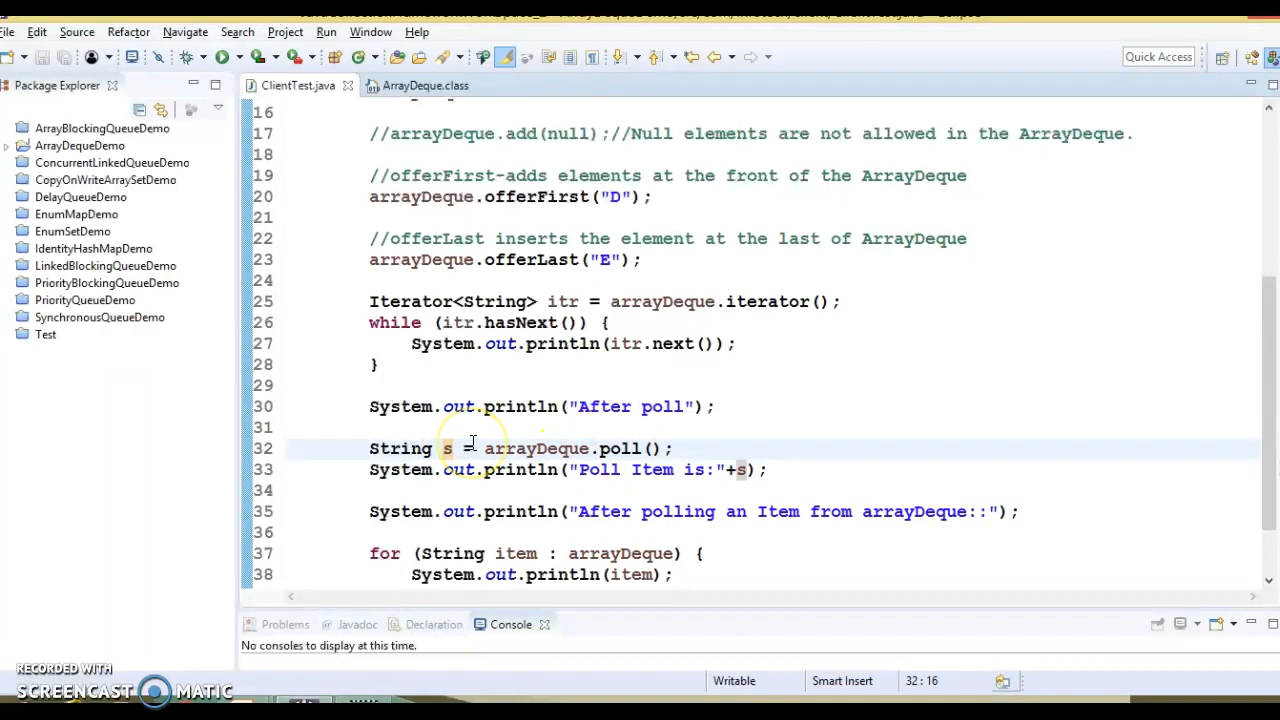 File Edit Source Refactor Navigate Search Project Run Window Help
Quick Access
Package Explorer
ClientTest.java
ArrayDeque.class
ArrayBlockingQueueDemo
ArrayDequeDemo
ConcurrentLinkedQueueDemo
CopyOnWriteArraySetDemo
DelayQueueDemo
EnumMapDemo
EnumSetDemo
IdentityHashMapDemo
LinkedBlockingQueueDemo
PriorityBlockingQueueDemo
PriorityQueueDemo
SynchronousQueueDemo
Test
16
17 //arrayDeque.add(null);//Null elements are not allowed in the ArrayDeque.
18
19 //offerFirst-adds elements at the front of the ArrayDeque
20 arrayDeque.offerFirst("D");
21
22 //offerLast inserts the element at the last of ArrayDeque
23 arrayDeque.offerLast("E");
24
25 Iterator<String> itr = arrayDeque.iterator();
26 while (itr.hasNext()) {
27 System.out.println(itr.next());
28 }
29
30 System.out.println("After poll");
31
32 String s = arrayDeque.poll();
33 System.out.println("Poll Item is:"+s);
34
35 System.out.println("After polling an Item from arrayDeque::");
36
37 for (String item : arrayDeque) {
38 System.out.println(item);
Problems Javadoc Declaration Console
No consoles to display at this time.
Writable Smart Insert 32 : 16
RECORDED WITH
SCREENCAST MATIC